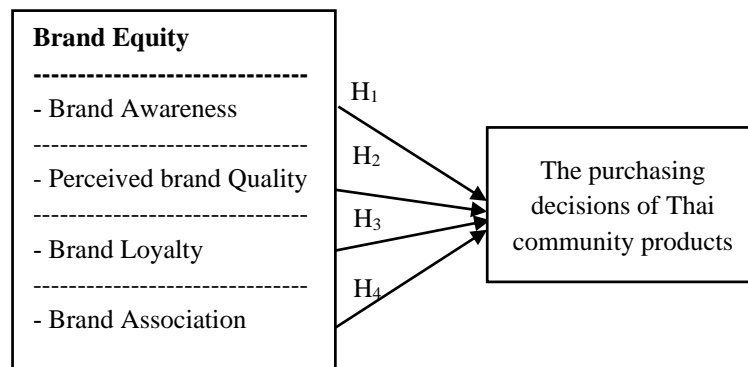 Brand Equity
------------------------------
- Brand Awareness
------------------------------
- Perceived brand Quality
------------------------------
- Brand Loyalty
------------------------------
- Brand Association
H₁
H₂
H₃
H₄
The purchasing
decisions of Thai
community products